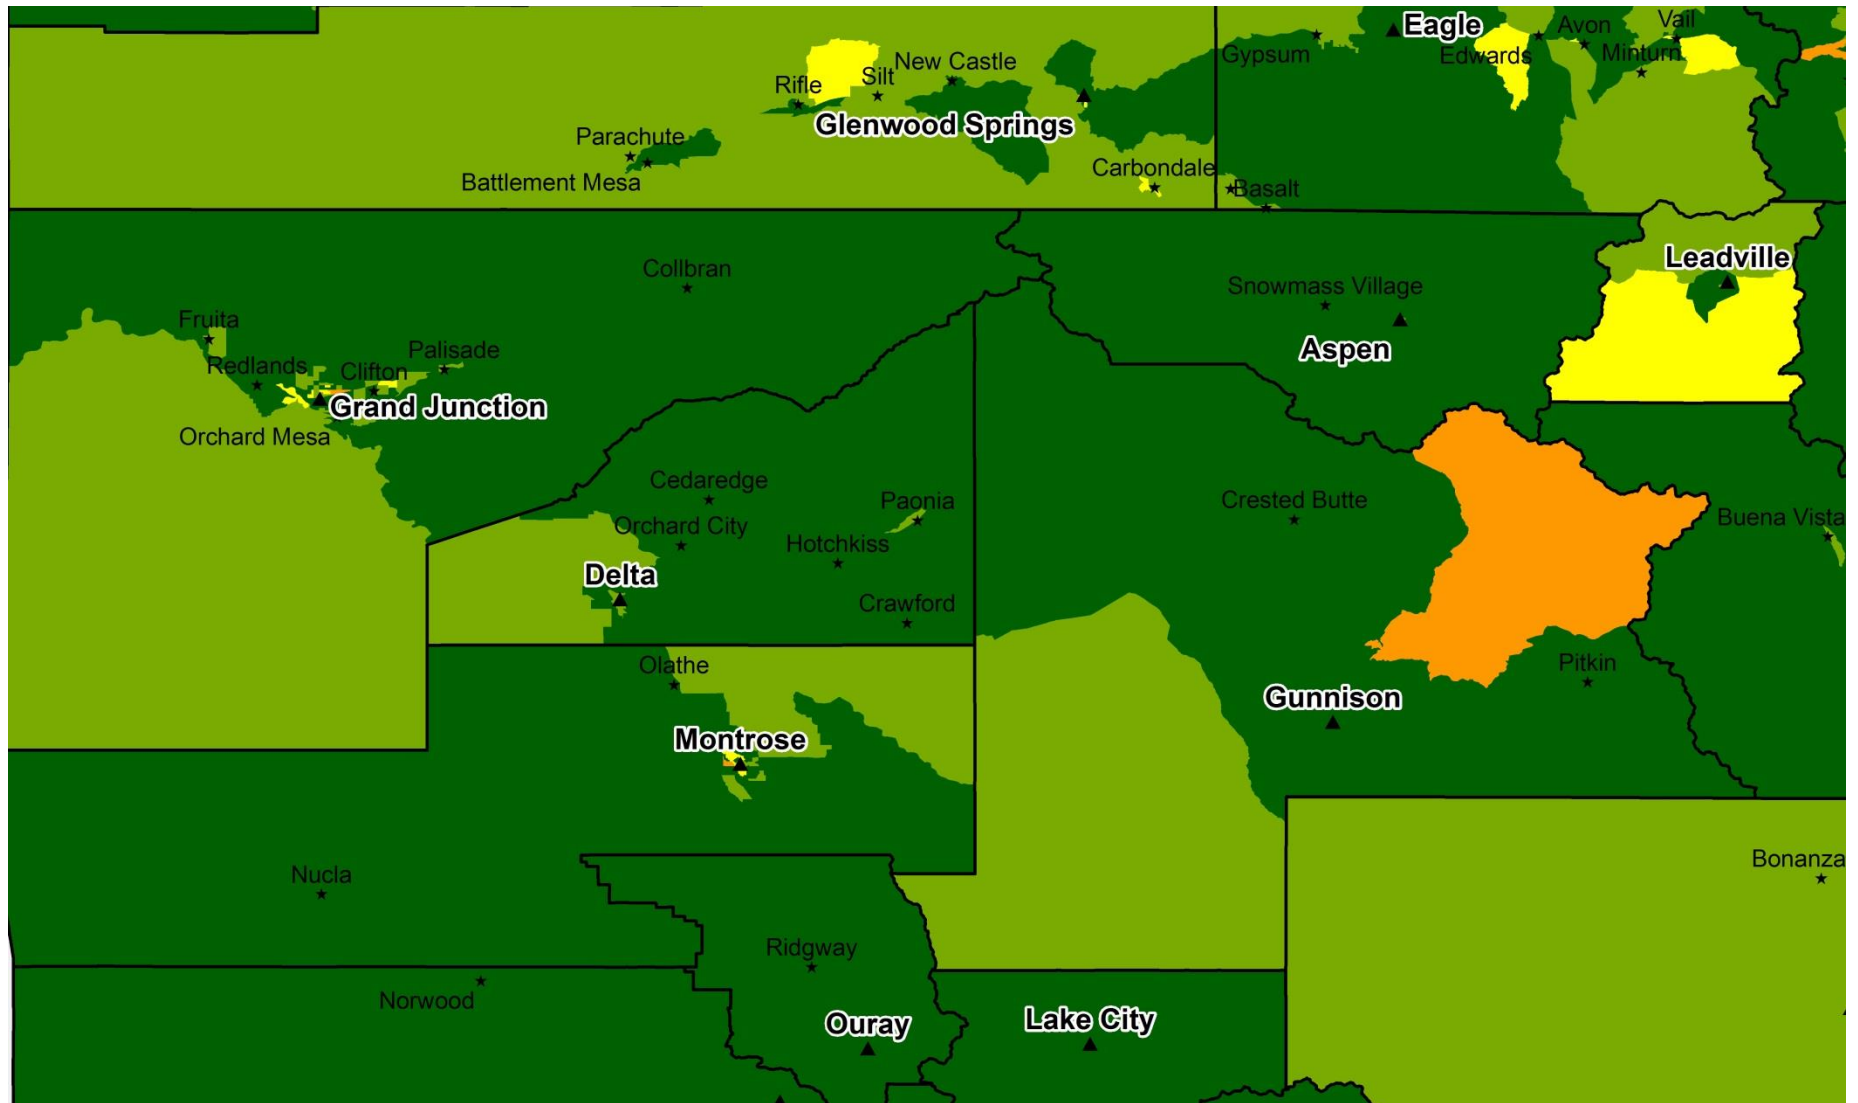 Eagle
Avon
Vail
Gypsum
Edwards
Minturn
New Castle
Silt
Rifle
Glenwood Springs
Parachute
Battlement Mesa
Carbondale
Basalt
Leadville
Collbran
Snowmass Village
Aspen
Fruita
Redlands
Clifton
Palisade
Grand Junction
Orchard Mesa
Cedaredge
Paonia
Crested Butte
Buena Vista
Orchard City
Hotchkiss
Delta
Crawford
Olathe
Pitkin
Gunnison
Montrose
Nucla
Bonanza
Ridgway
Norwood
Ouray
Lake City